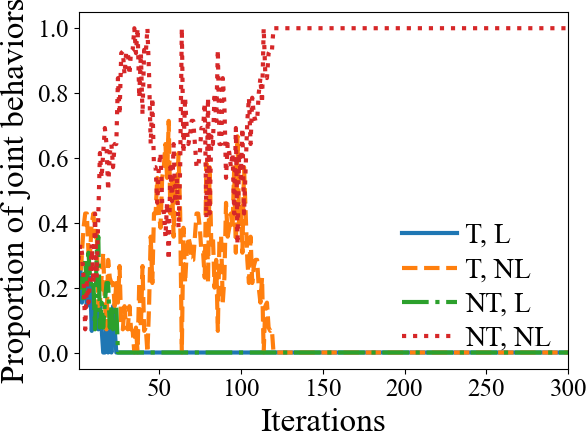 Proportion of joint behaviors
1.0
0.8
0.6
0.4
0.2
0.0
T, L
T, NL
NT, L
NT, NL
50 100 150 200 250 300
Iterations